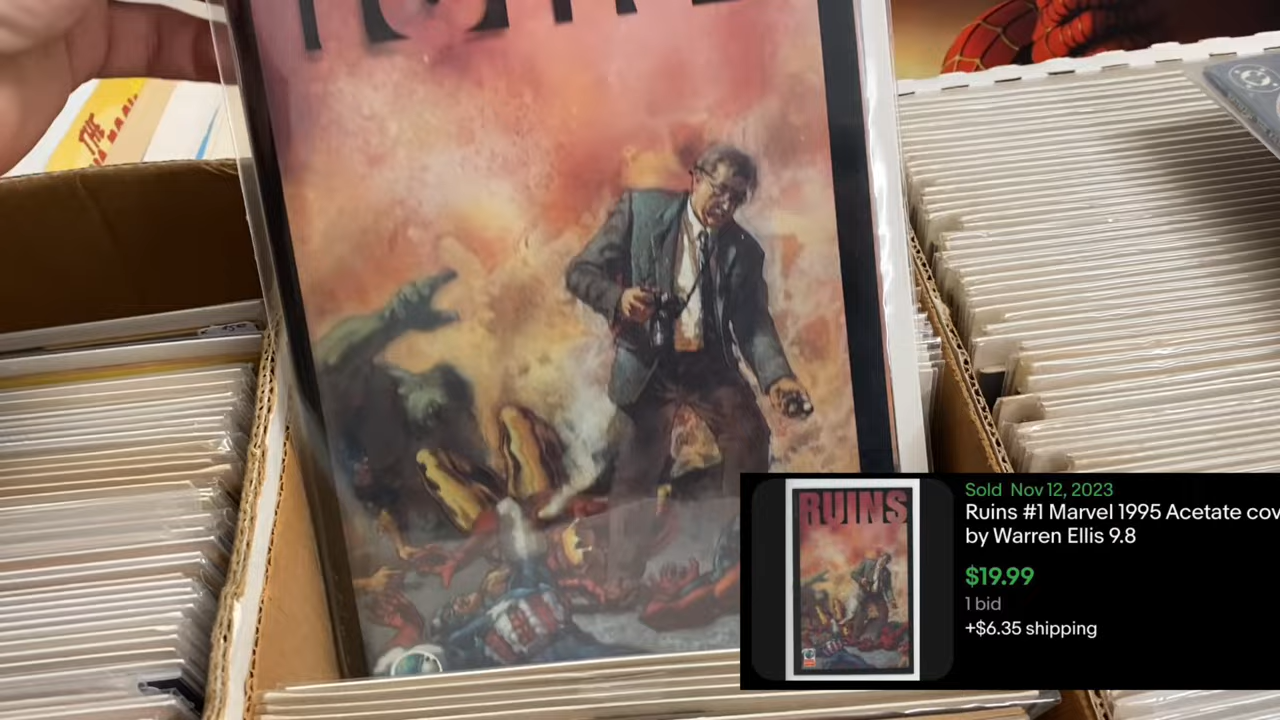 THE
Sold Nov 12, 2023
Ruins #1 Marvel 1995 Acetate cov
by Warren Ellis 9.8
$19.99
1 bid
+$6.35 shipping
RUINS